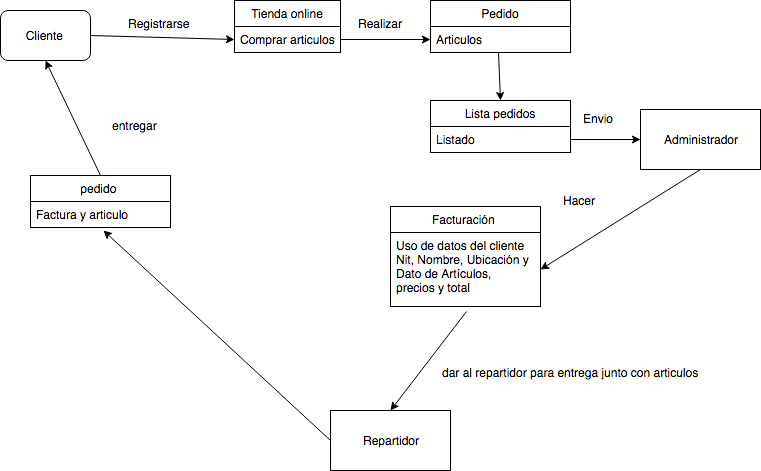 Cliente
Registrarse
Tienda online
Comprar articulos
Realizar
Pedido
Articulos
Lista pedidos
Listado
Envio
Administrador
Hacer
Facturación
Uso de datos del cliente
Nit, Nombre, Ubicación y
Dato de Artículos,
precios y total
dar al repartidor para entrega junto con articulos
Repartidor
pedido
Factura y articulo
entregar